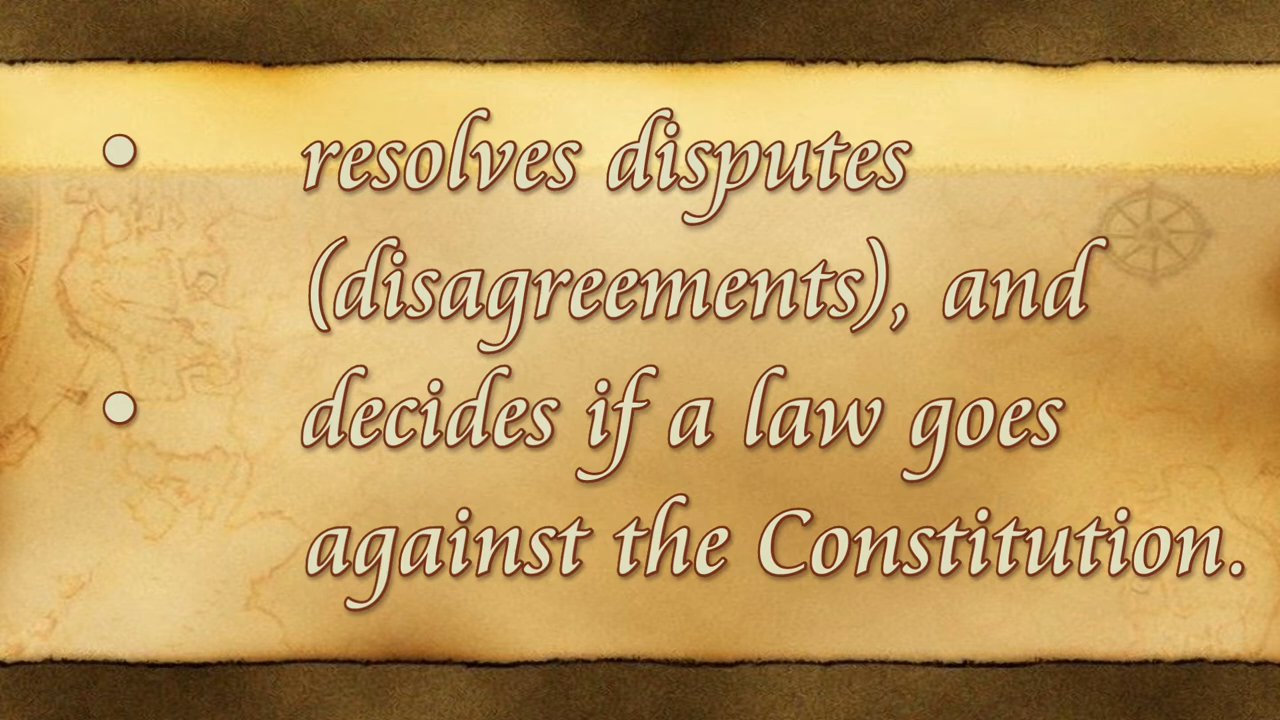 • resolves disputes
(disagreements), and
• decides if a law goes
against the Constitution.